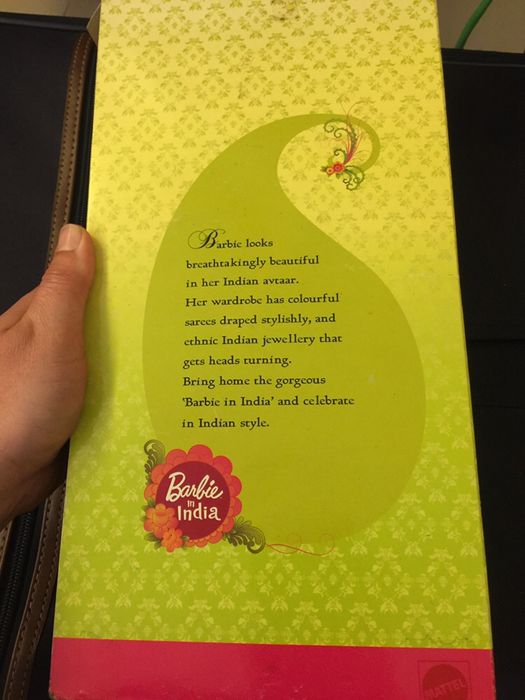 Barbie looks
breathtakingly beautiful
in her Indian avtaar.
Her wardrobe has colourful
sarees draped stylishly, and
ethnic Indian jewellery that
gets heads turning.
Bring home the gorgeous
'Barbie in India' and celebrate
in Indian style.
Barbie
in
India
MATTEL